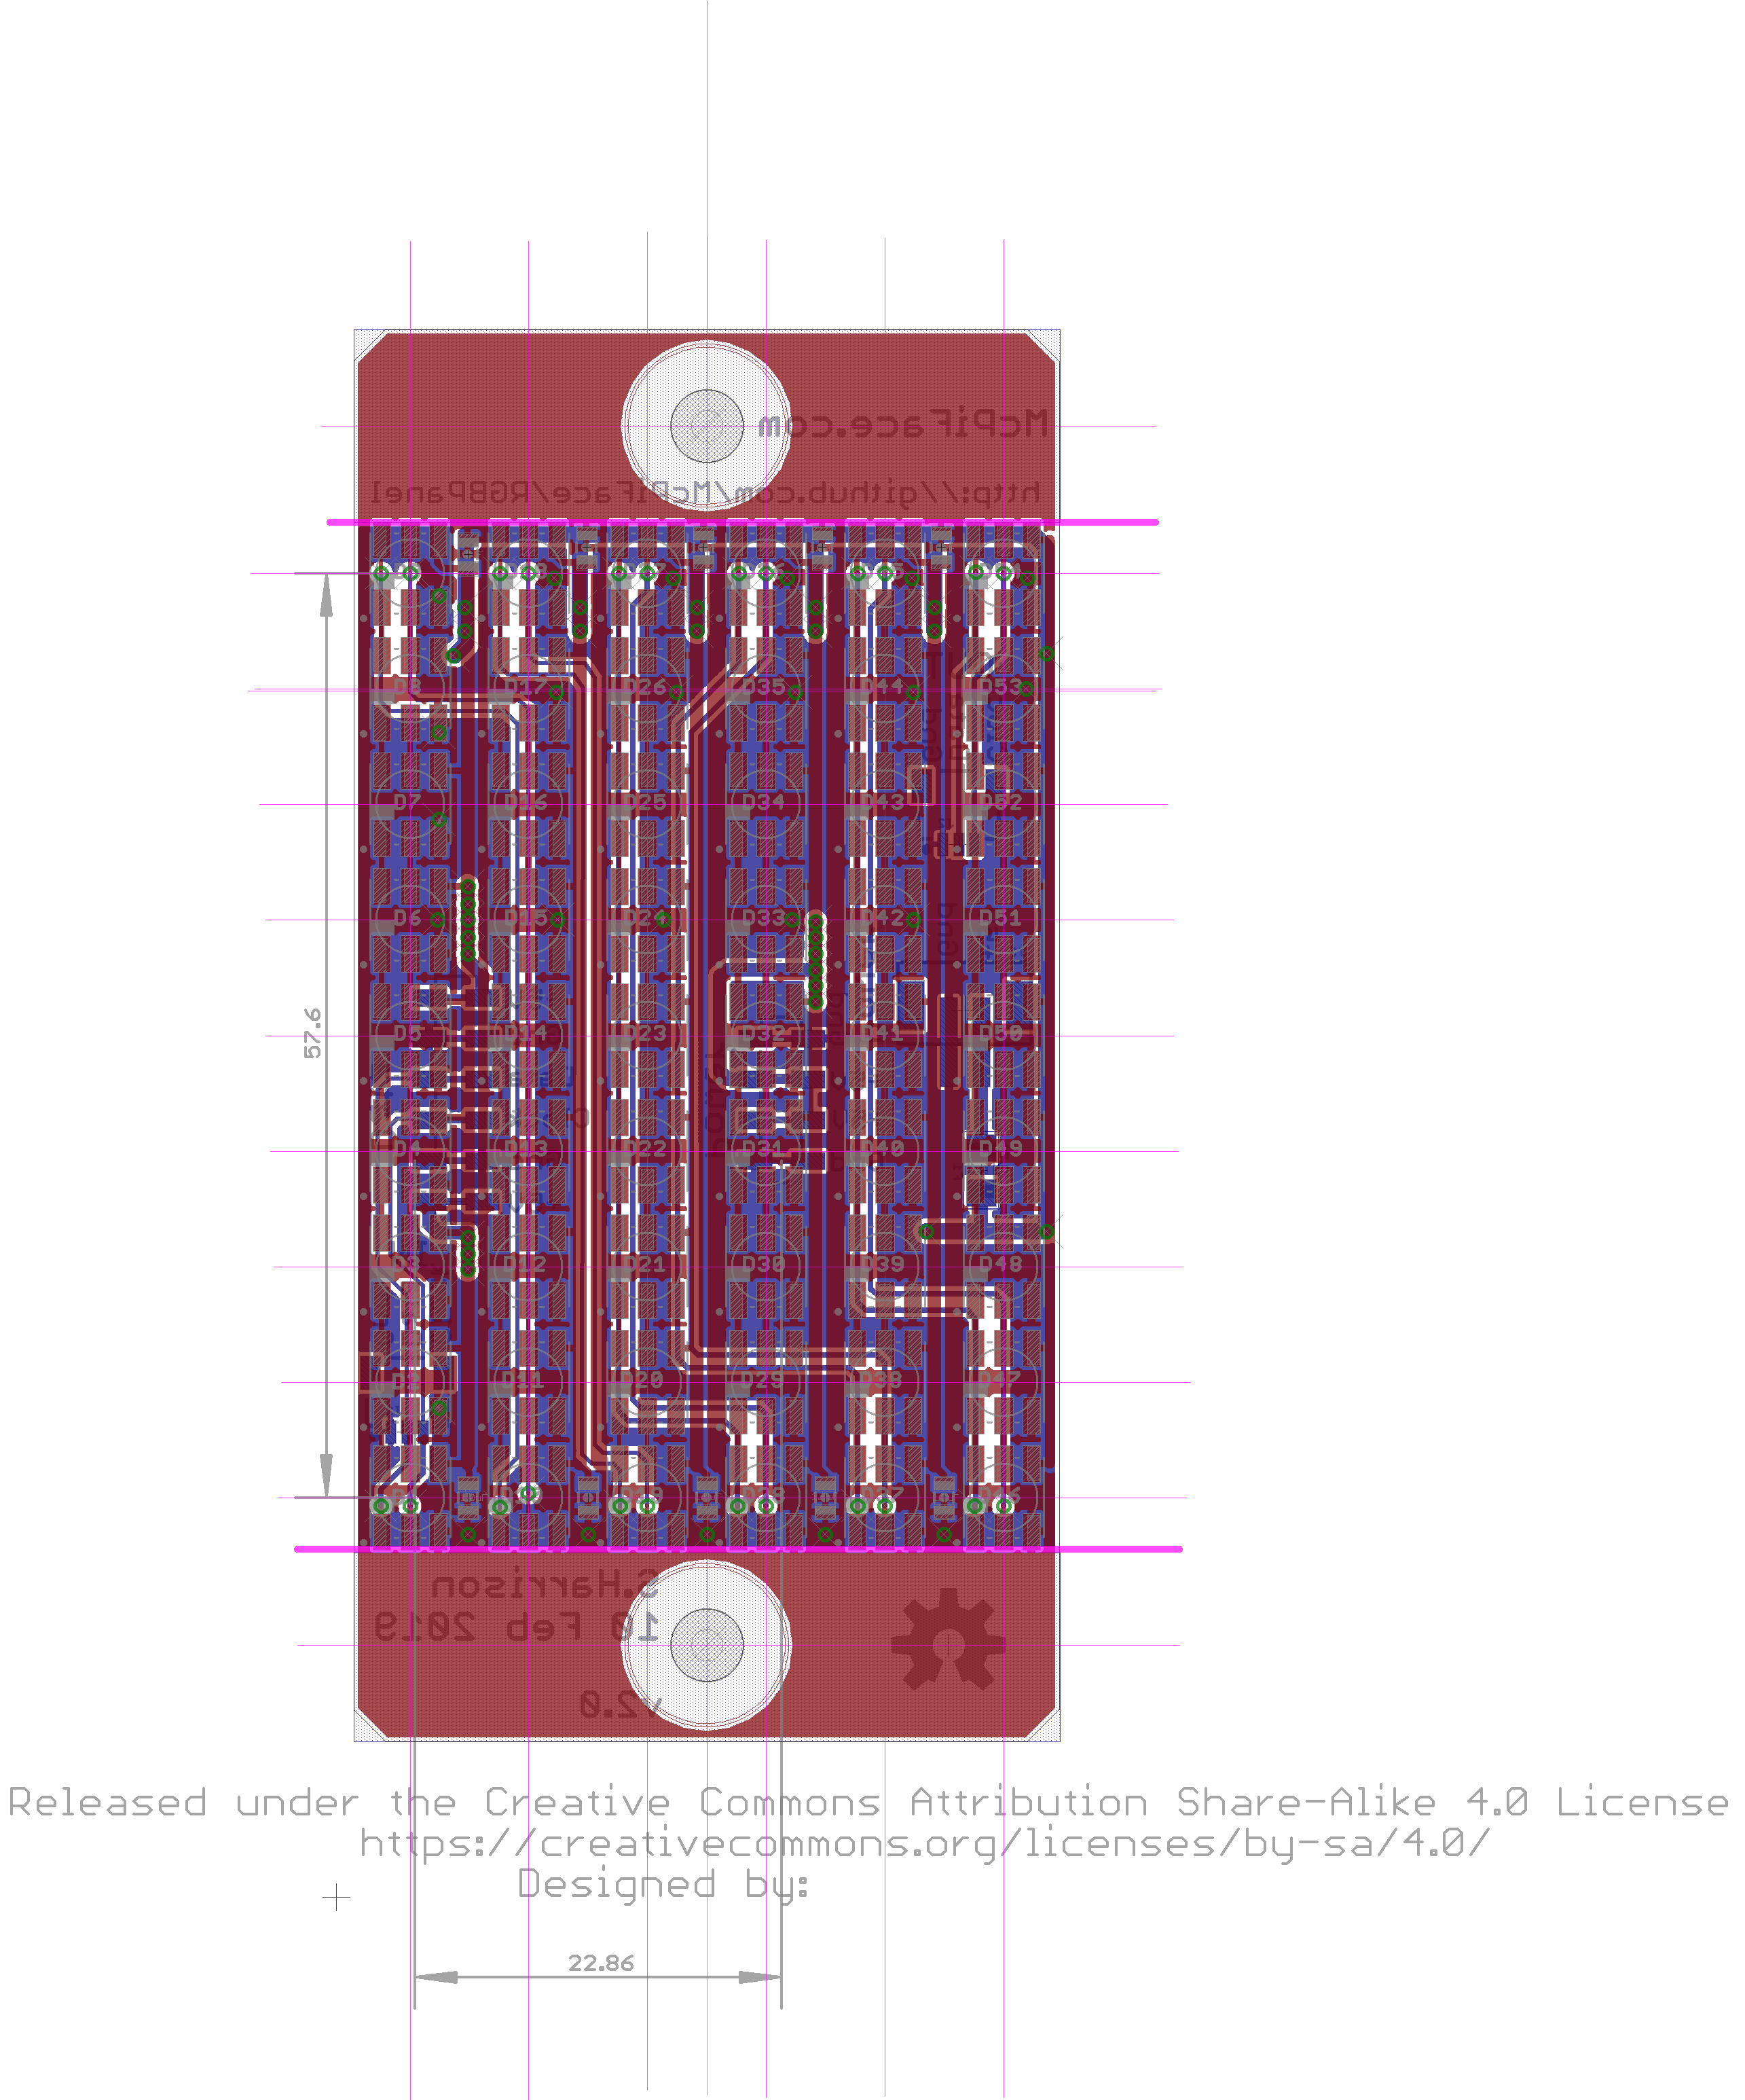 McPiFace.com
http://github.com/McPiFace/RGBPanel
D8 D17 D26 D35 D44 D53
D7 D16 D25 D34 D43 D52
D6 D15 D24 D33 D42 D51
57.6
D5 D14 D23 D32 D41 D50
D4 D13 D22 D31 D40 D49
D3 D12 D21 D30 D39 D48
D2 D11 D20 D29 D38 D47
S.Harrison
10 Feb 2019
v2.0
Released under the Creative Commons Attribution Share-Alike 4.0 License
https://creativecommons.org/licenses/by-sa/4.0/
Designed by:
22.86